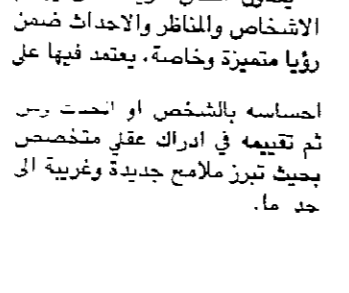 الاشخاص والمناظر والاحداث ضمن
رؤيا متميزة وخاصة، يعتمد فيها على
احساسه بالشخص او الحدث ومن
ثم تقييمه في ادراك عقلي متخصص
بحيث تبرز ملامح جديدة وغريبة الى
حد ما.